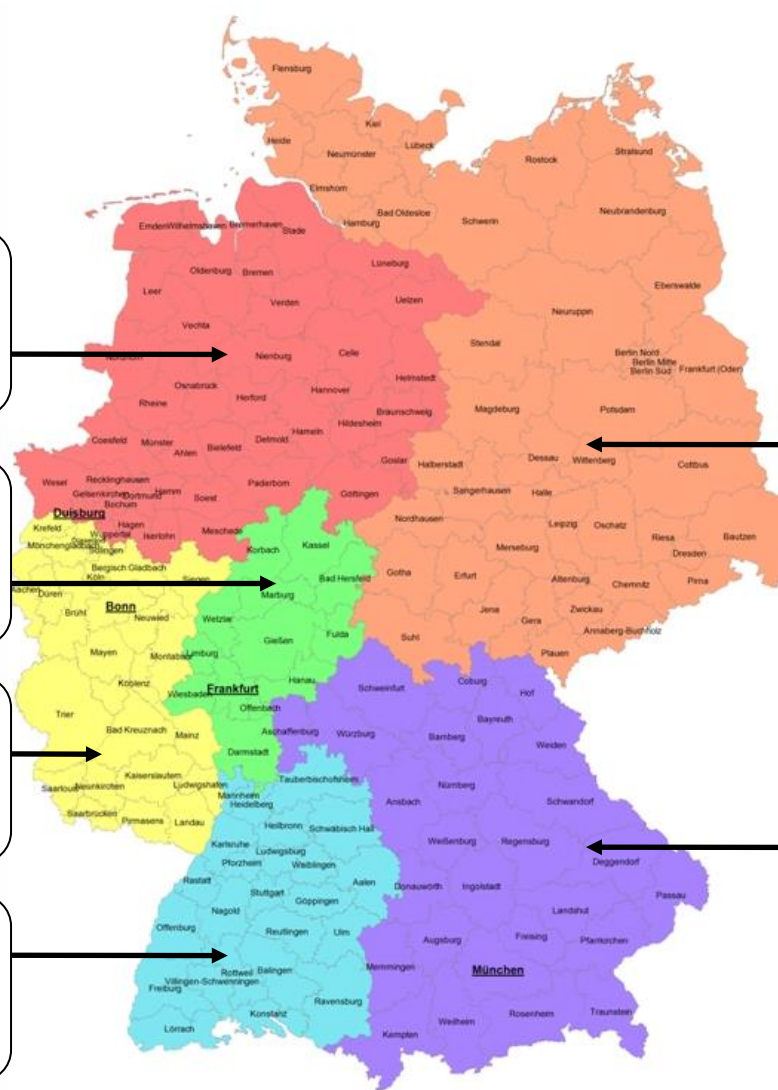 Flensburg
Kiel
Heide
Lübeck
Neumünster
Stralsund
Rostock
Elmshorn
Bad Oldesloe
Neubrandenburg
Hamburg
Schwerin
Emden
Wilhelmshaven
Bremerhaven
Stade
Lüneburg
Oldenburg
Bremen
Eberswalde
Leer
Verden
Uelzen
Neuruppin
Vechta
Stendal
Nordhorn
Nienburg
Celle
Berlin Nord
Berlin Mitte
Berlin Süd
Frankfurt (Oder)
Osnabrück
Hannover
Helmstedt
Rheine
Herford
Braunschweig
Magdeburg
Potsdam
Coesfeld
Münster
Bielefeld
Detmold
Hameln
Hildesheim
Ahlen
Goslar
Halberstadt
Dessau
Wittenberg
Cottbus
Wesel
Recklinghausen
Gelsenkirchen
Dortmund
Hamm
Paderborn
Göttingen
Sangerhausen
Halle
Bochum
Soest
Duisburg
Krefeld
Hagen
Wuppertal
Iserlohn
Meschede
Nordhausen
Leipzig
Oschatz
Riesa
Bautzen
Mönchengladbach
Solingen
Korbach
Kassel
Merseburg
Dresden
Bergisch Gladbach
Köln
Siegen
Bad Hersfeld
Gotha
Erfurt
Altenburg
Chemnitz
Pirna
Aachen
Düren
Marburg
Brühl
Bonn
Neuwied
Wetzlar
Jena
Zwickau
Gera
Annaberg-Buchholz
Mayen
Montabaur
Limburg
Gießen
Fulda
Suhl
Plauen
Koblenz
Wiesbaden
Frankfurt
Hanau
Schweinfurt
Coburg
Hof
Trier
Offenbach
Bayreuth
Bad Kreuznach
Mainz
Aschaffenburg
Würzburg
Bamberg
Weiden
Darmstadt
Kaiserslautern
Saarlouis
Neunkirchen
Ludwigshafen
Mannheim
Heidelberg
Tauberbischofsheim
Nürnberg
Ansbach
Schwandorf
Saarbrücken
Pirmasens
Landau
Heilbronn
Schwäbisch Hall
Karlsruhe
Ludwigsburg
Pforzheim
Waiblingen
Weißenburg
Regensburg
Deggendorf
Rastatt
Stuttgart
Aalen
Göppingen
Donauwörth
Ingolstadt
Passau
Nagold
Landshut
Offenburg
Reutlingen
Ulm
Augsburg
Freising
Pfarrkirchen
Rottweil
Balingen
Villingen-Schwenningen
Freiburg
Memmingen
München
Ravensburg
Konstanz
Lörrach
Kempten
Weilheim
Rosenheim
Traunstein